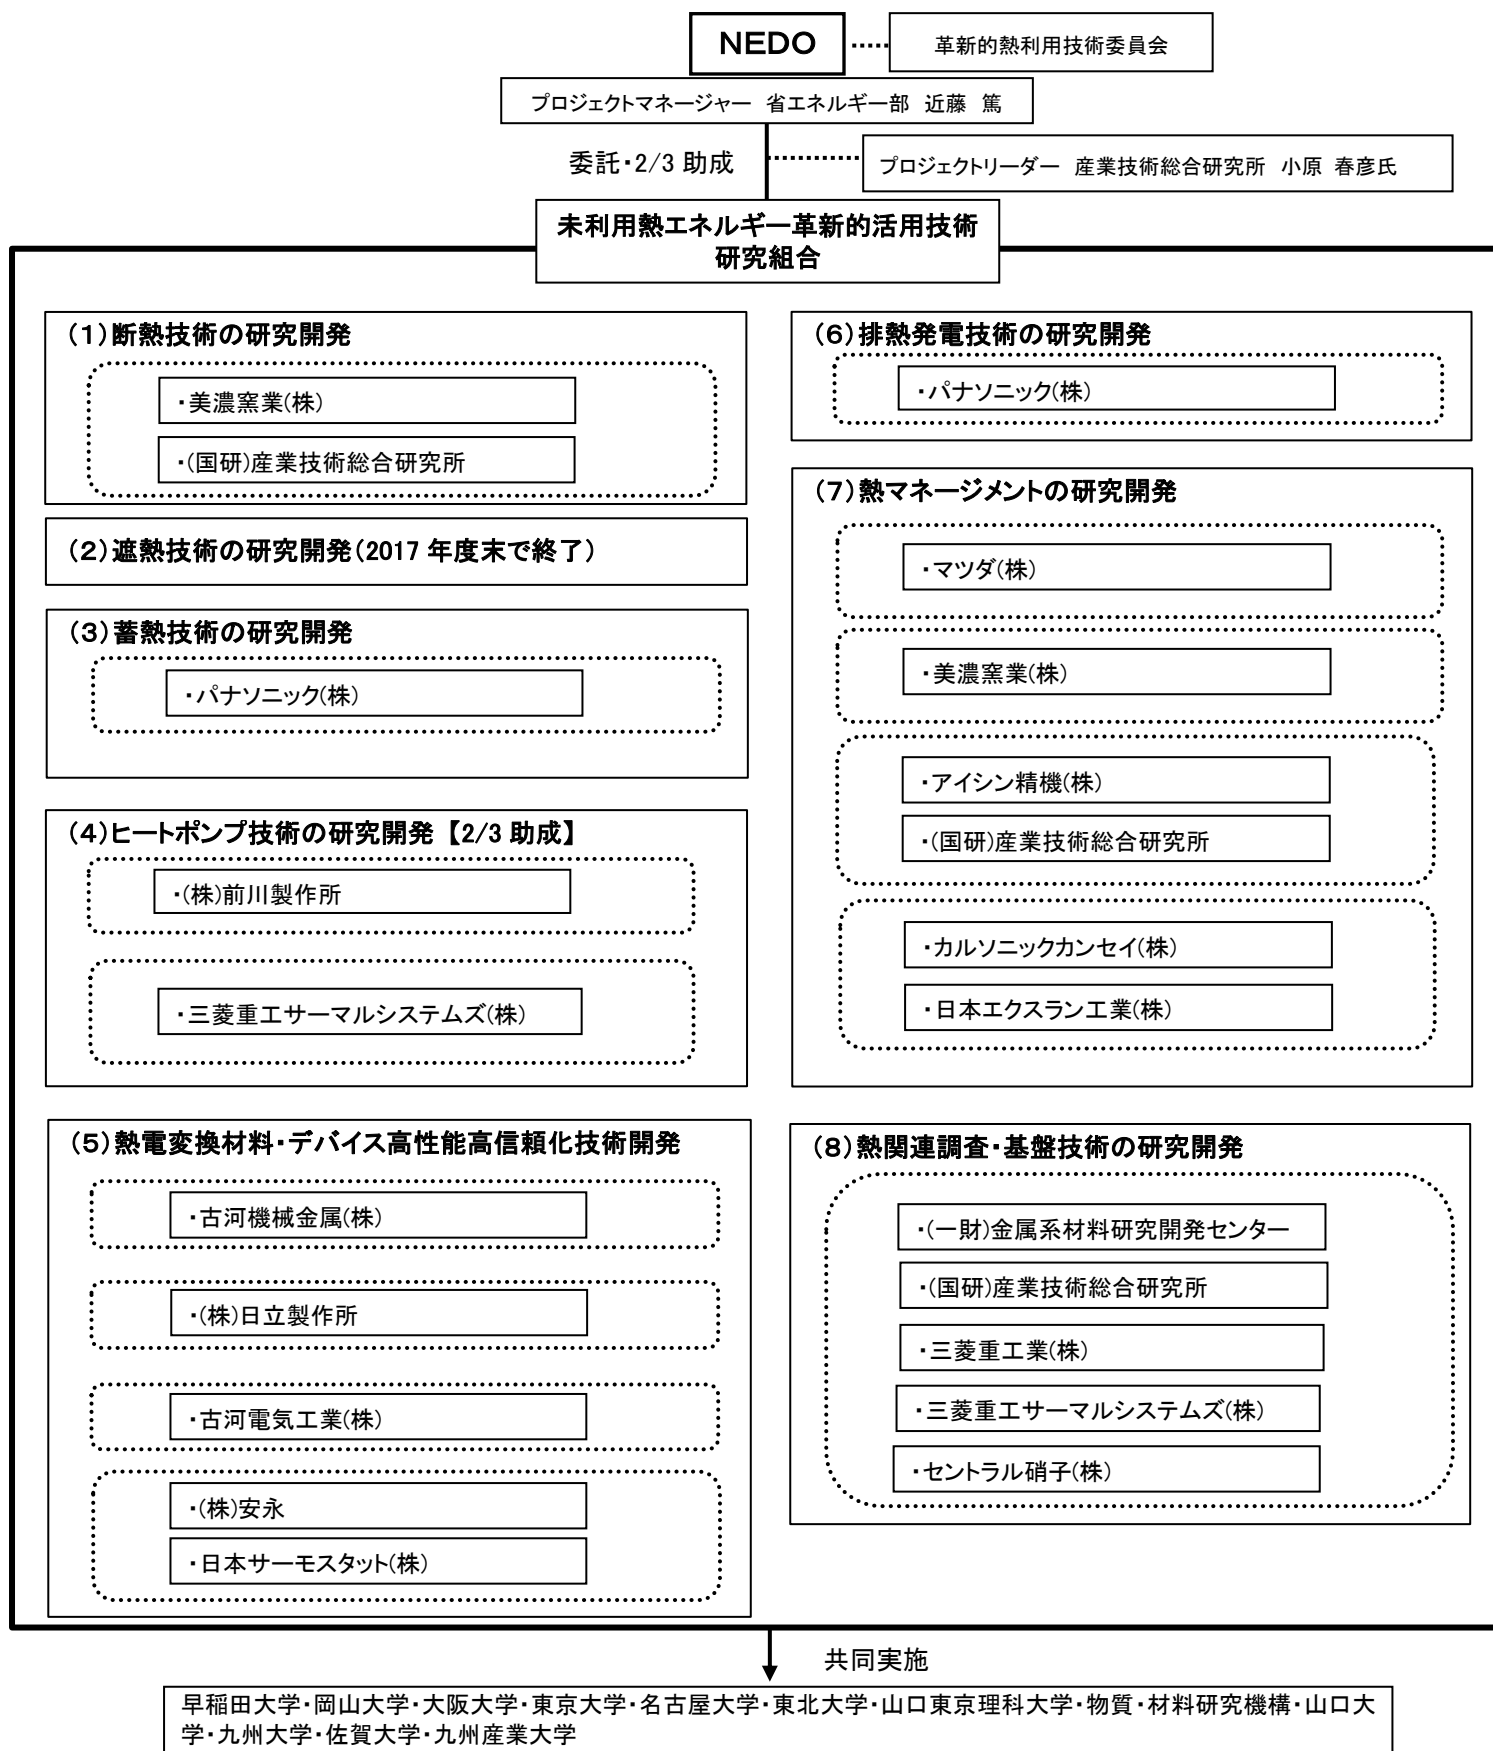 NEDO
革新的熱利用技術委員会
プロジェクトマネージャー 省エネルギー部 近藤 篤
委託・2/3 助成
プロジェクトリーダー 産業技術総合研究所 小原 春彦氏
未利用熱エネルギー革新的活用技術
研究組合
(1)断熱技術の研究開発
・美濃窯業(株)
・(国研)産業技術総合研究所
(2)遮熱技術の研究開発(2017 年度末で終了)
(3)蓄熱技術の研究開発
・パナソニック(株)
(4)ヒートポンプ技術の研究開発【2/3 助成】
・(株)前川製作所
・三菱重工サーマルシステムズ(株)
(5)熱電変換材料・デバイス高性能高信頼化技術開発
・古河機械金属(株)
・(株)日立製作所
・古河電気工業(株)
・(株)安永
・日本サーモスタット(株)
(6)排熱発電技術の研究開発
・パナソニック(株)
(7)熱マネージメントの研究開発
・マツダ(株)
・美濃窯業(株)
・アイシン精機(株)
・(国研)産業技術総合研究所
・カルソニックカンセイ(株)
・日本エクスラン工業(株)
(8)熱関連調査・基盤技術の研究開発
・(一財)金属系材料研究開発センター
・(国研)産業技術総合研究所
・三菱重工業(株)
・三菱重工サーマルシステムズ(株)
・セントラル硝子(株)
共同実施
早稲田大学・岡山大学・大阪大学・東京大学・名古屋大学・東北大学・山口東京理科大学・物質・材料研究機構・山口大
学・九州大学・佐賀大学・九州産業大学